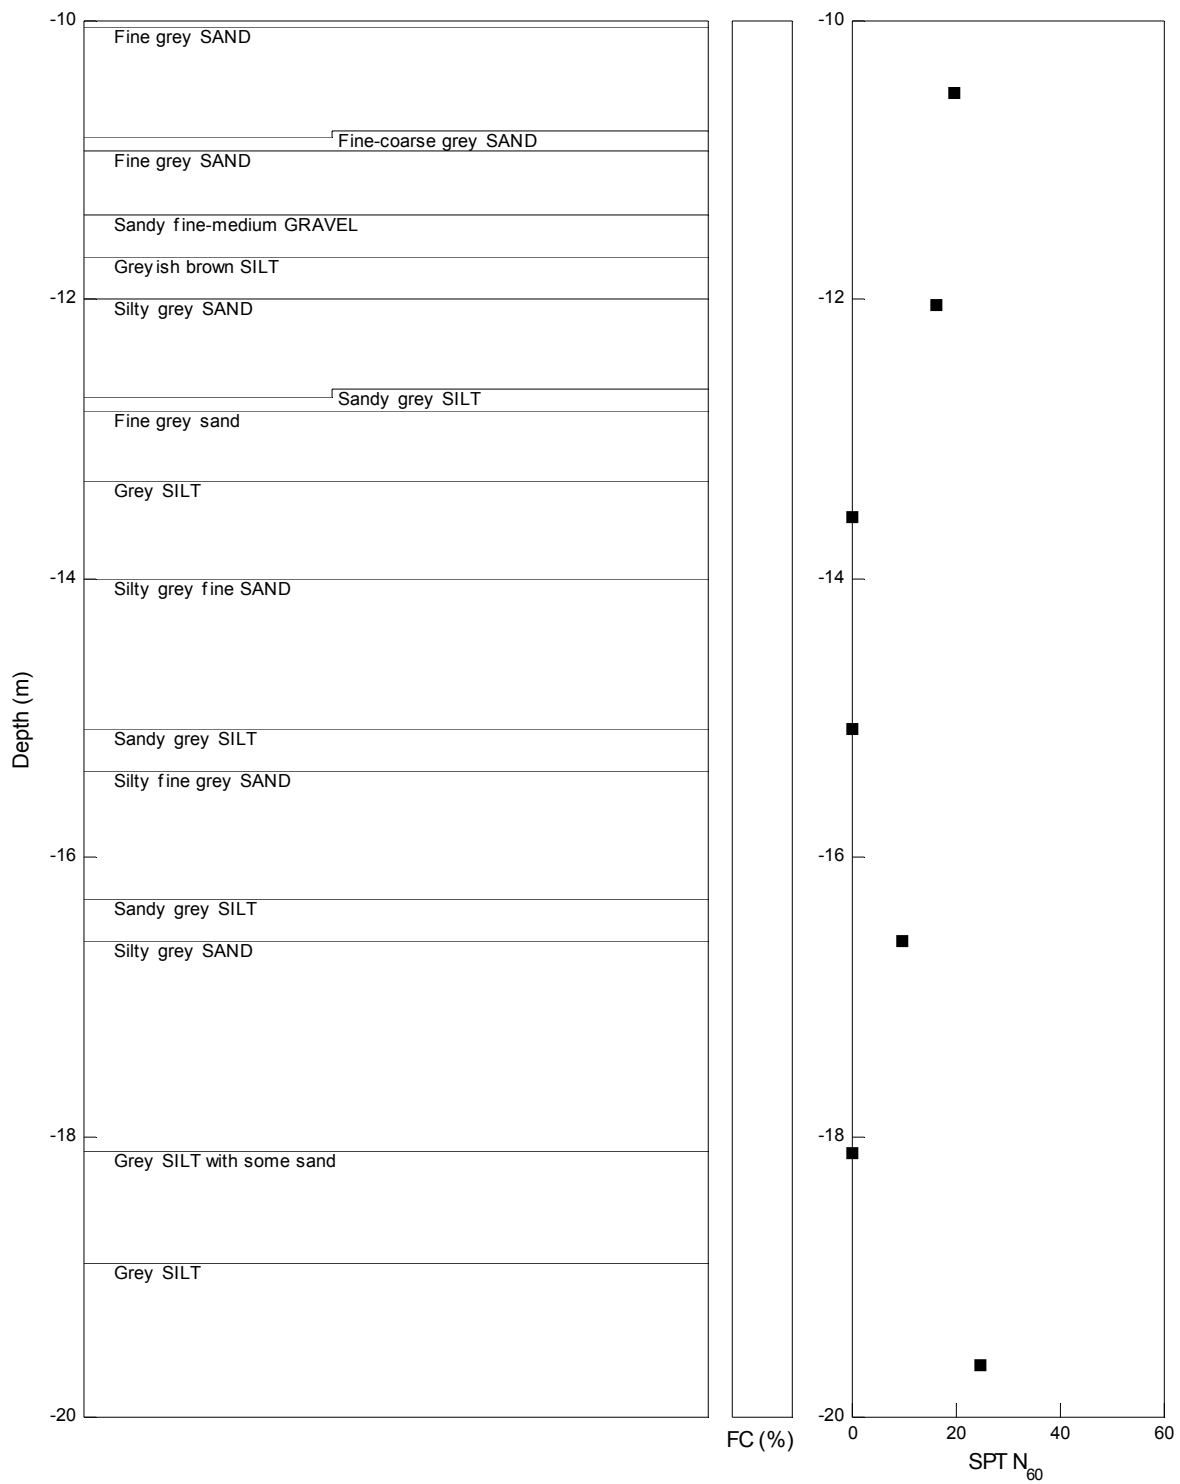 -10
Fine grey SAND
Fine-coarse grey SAND
Fine grey SAND
Sandy fine-medium GRAVEL
Greyish brown SILT
-12
Silty grey SAND
Sandy grey SILT
Fine grey sand
Grey SILT
-14
Silty grey fine SAND
Depth (m)
Sandy grey SILT
Silty fine grey SAND
-16
Sandy grey SILT
Silty grey SAND
-18
Grey SILT with some sand
Grey SILT
-20
FC (%)
-10
-12
-14
-16
-18
-20
0 20 40 60
SPT N60